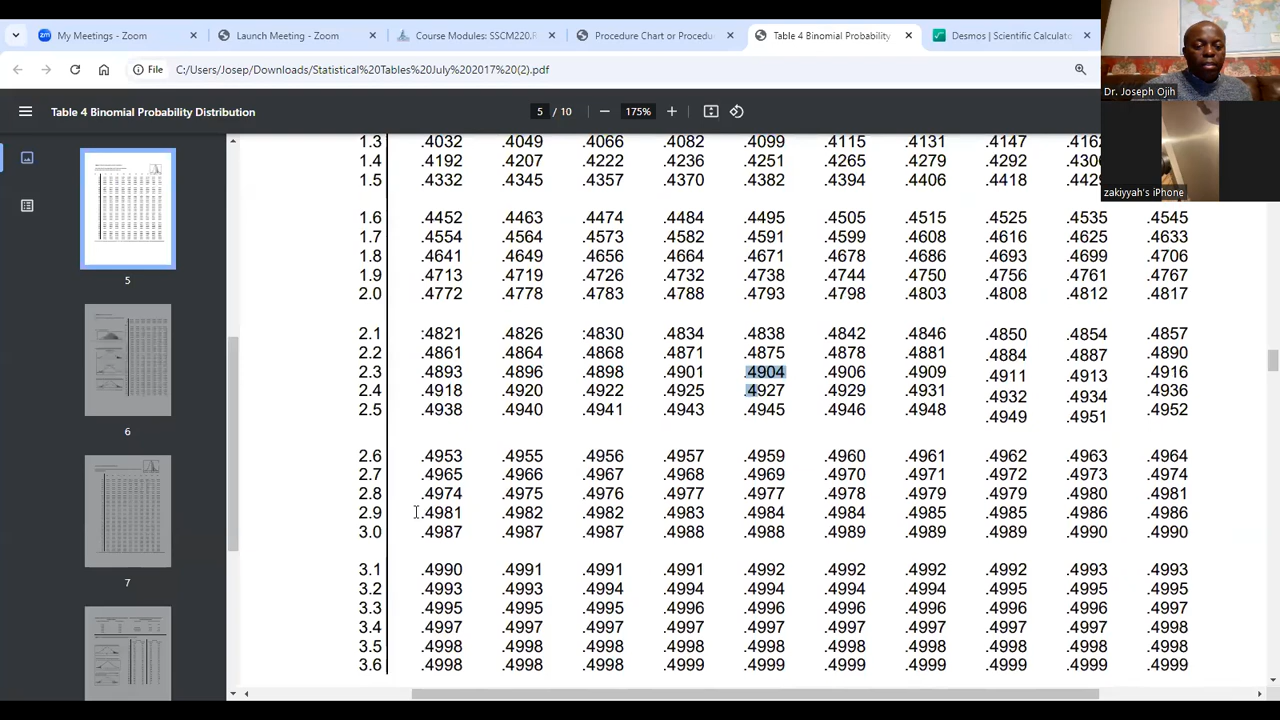 My Meetings - Zoom
Launch Meeting - Zoom
Course Modules: SSCM220.R
Procedure Chart or Procedu
Table 4 Binomial Probability
Desmos | Scientific Calculato
File
C:/Users/Josep/Downloads/Statistical%20Tables%20July%202017%20(2).pdf
Dr. Joseph Ojih
zakiyyah's iPhone
Table 4 Binomial Probability Distribution
5 / 10
175%
5
6
7
1.3 .4032 .4049 .4066 .4082 .4099 .4115 .4131 .4147 .4162
1.4 .4192 .4207 .4222 .4236 .4251 .4265 .4279 .4292
1.5 .4332 .4345 .4357 .4370 .4382 .4394 .4406 .4418
1.6 .4452 .4463 .4474 .4484 .4495 .4505 .4515 .4525 .4535 .4545
1.7 .4554 .4564 .4573 .4582 .4591 .4599 .4608 .4616 .4625 .4633
1.8 .4641 .4649 .4656 .4664 .4671 .4678 .4686 .4693 .4699 .4706
1.9 .4713 .4719 .4726 .4732 .4738 .4744 .4750 .4756 .4761 .4767
2.0 .4772 .4778 .4783 .4788 .4793 .4798 .4803 .4808 .4812 .4817
2.1 :4821 .4826 :4830 .4834 .4838 .4842 .4846 .4850 .4854 .4857
2.2 .4861 .4864 .4868 .4871 .4875 .4878 .4881 .4884 .4887 .4890
2.3 .4893 .4896 .4898 .4901 .4904 .4906 .4909 .4911 .4913 .4916
2.4 .4918 .4920 .4922 .4925 .4927 .4929 .4931 .4932 .4934 .4936
2.5 .4938 .4940 .4941 .4943 .4945 .4946 .4948 .4949 .4951 .4952
2.6 .4953 .4955 .4956 .4957 .4959 .4960 .4961 .4962 .4963 .4964
2.7 .4965 .4966 .4967 .4968 .4969 .4970 .4971 .4972 .4973 .4974
2.8 .4974 .4975 .4976 .4977 .4977 .4978 .4979 .4979 .4980 .4981
2.9 .4981 .4982 .4982 .4983 .4984 .4984 .4985 .4985 .4986 .4986
3.0 .4987 .4987 .4987 .4988 .4988 .4989 .4989 .4989 .4990 .4990
3.1 .4990 .4991 .4991 .4991 .4992 .4992 .4992 .4992 .4993 .4993
3.2 .4993 .4993 .4994 .4994 .4994 .4994 .4994 .4995 .4995 .4995
3.3 .4995 .4995 .4995 .4996 .4996 .4996 .4996 .4996 .4996 .4997
3.4 .4997 .4997 .4997 .4997 .4997 .4997 .4997 .4997 .4997 .4998
3.5 .4998 .4998 .4998 .4998 .4998 .4998 .4998 .4998 .4998 .4998
3.6 .4998 .4998 .4998 .4999 .4999 .4999 .4999 .4999 .4999 .4999